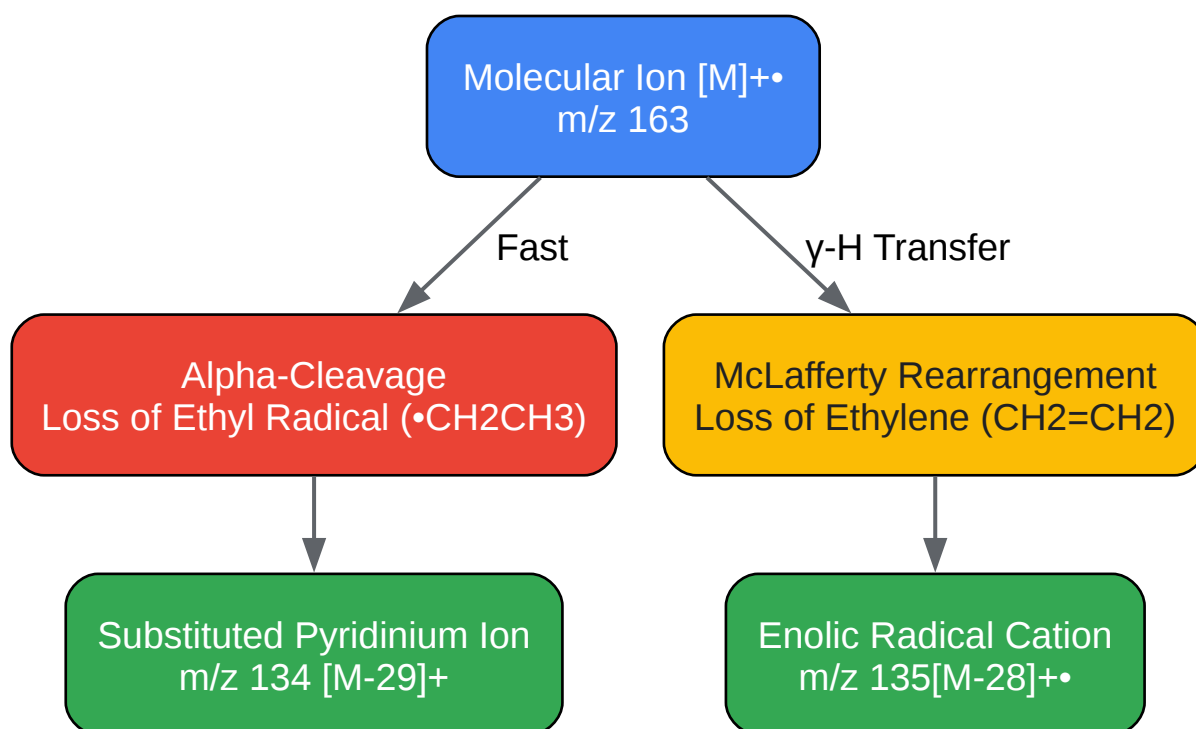 Molecular Ion [M]+•
m/z 163
Fast
γ-H Transfer
Alpha-Cleavage
Loss of Ethyl Radical (•CH2CH3)
McLafferty Rearrangement
Loss of Ethylene (CH2=CH2)
Substituted Pyridinium Ion
m/z 134 [M-29]+
Enolic Radical Cation
m/z 135[M-28]+•